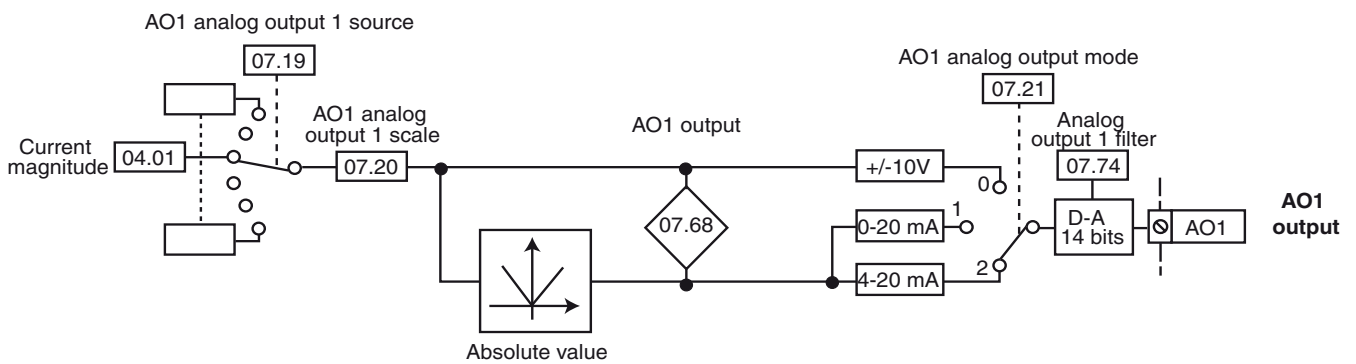 AO1 analog output 1 source
07.19
AO1 analog
output 1 scale
Current
magnitude
04.01
07.20
AO1 output
07.68
Absolute value
AO1 analog output mode
07.21
Analog
output 1 filter
07.74
+/-10V
0
0-20 mA
1
4-20 mA
2
D-A
14 bits
AO1
AO1
output